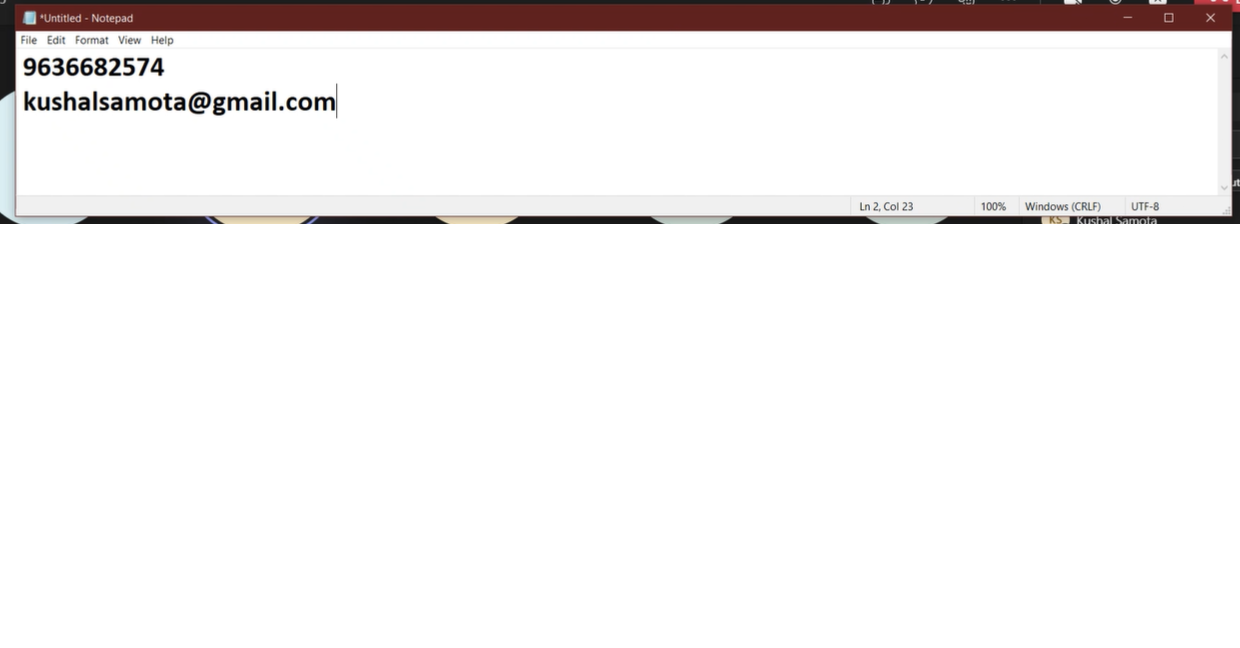 *Untitled - Notepad
File Edit Format View Help
9636682574
kushalsamota@gmail.com
Ln 2, Col 23 100% Windows (CRLF) UTF-8
KS Kushal Samota